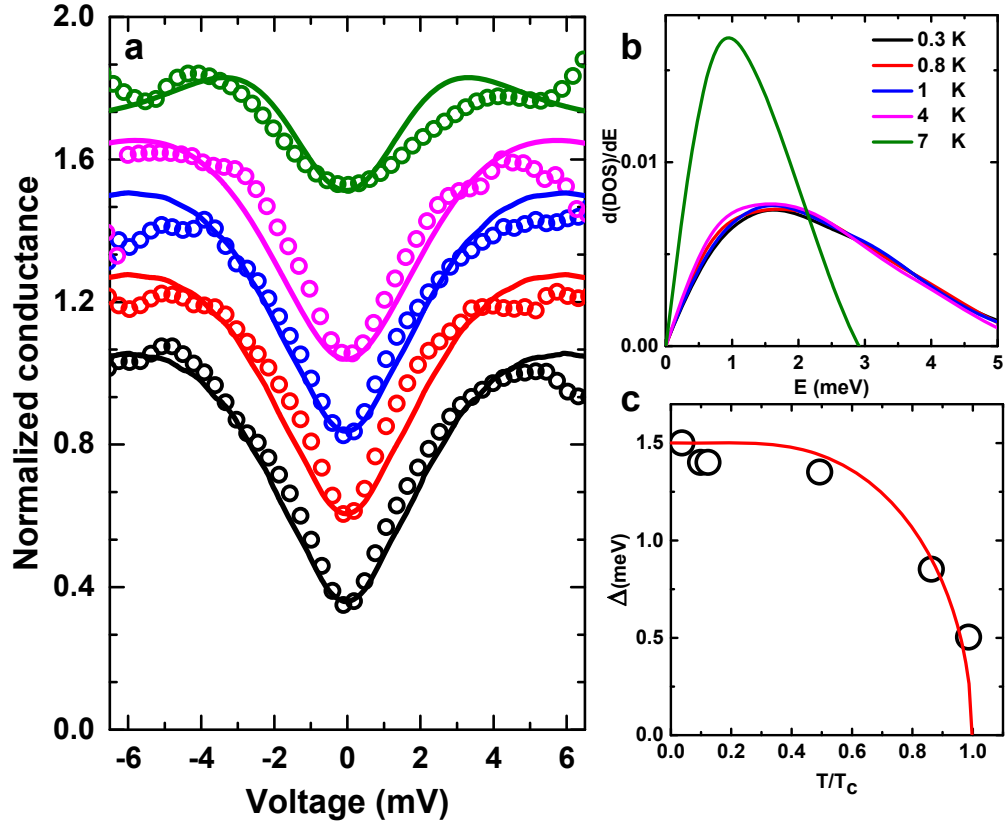 a
2.0
1.6
1.2
0.8
0.4
0.0
Normalized conductance
-6 -4 -2 0 2 4 6
Voltage (mV)
b
0.3 K
0.8 K
1 K
4 K
7 K
0.01
0.00
d(DOS)/dE
0 1 2 3 4 5
E (meV)
c
1.5
1.0
0.5
0.0
Δ(meV)
0.0 0.2 0.4 0.6 0.8 1.0
T/Tc